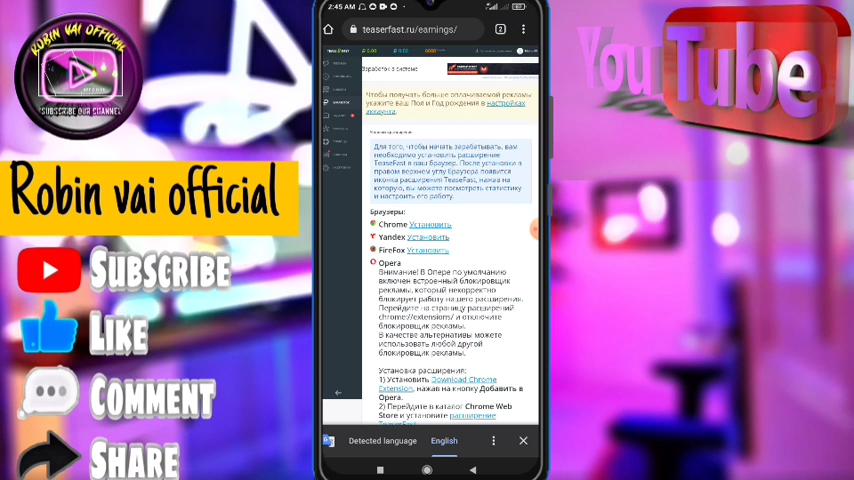 ROBIN VAI OFFICIAL
SUBSCRIBE OUR CHANNEL
Robin vai official
SUBSCRIBE
LIKE
COMMENT
SHARE
YouTube
2:45 AM
teaserfast.ru/earnings/
2
Заработок в системе
Чтобы получать больше оплачиваемой рекламы
укажите ваш Пол и Год рождения в настройках
аккаунта.
Для того, чтобы начать зарабатывать, вам
необходимо установить расширение
TeaseFast в ваш браузер. После установки в
правом верхнем углу Браузера появится
иконка расширения TeaseFast, нажав на
которую, вы можете посмотреть статистику
и настроить его работу.
Браузеры:
Chrome Установить
Yandex Установить
FireFox Установить
Opera
Внимание! В Опере по умолчанию
включен встроенный блокировщик
рекламы, который некорректно
блокирует работу нашего расширения.
Перейдите на страницу расширений
chrome://extensions/ и отключите
блокировщик рекламы.
В качестве альтернативы можете
использовать любой другой
блокировщик рекламы.
Установка расширения:
1) Установить Download Chrome
Extension, нажав на кнопку Добавить в
Opera.
2) Перейдите в каталог Chrome Web
Store и установите расширение
Detected language
English